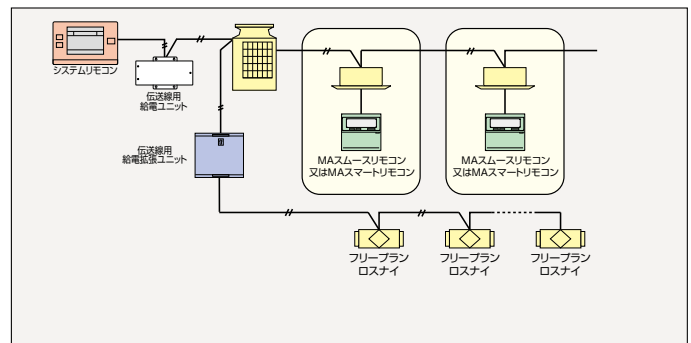 システムリモコン
伝送線用
給電ユニット
伝送線用
給電拡張ユニット
MAスムースリモコン
又はMAスマートリモコン
MAスムースリモコン
又はMAスマートリモコン
フリープラン
ロスナイ
フリープラン
ロスナイ
フリープラン
ロスナイ